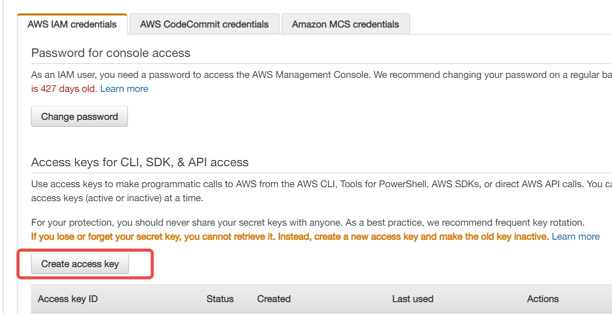 AWS IAM credentials AWS CodeCommit credentials Amazon MCS credentials
Password for console access
As an IAM user, you need a password to access the AWS Management Console. We recommend changing your password on a regular ba
is 427 days old. Learn more
Change password
Access keys for CLI, SDK, & API access
Use access keys to make programmatic calls to AWS from the AWS CLI, Tools for PowerShell, AWS SDKs, or direct AWS API calls. You ca
access keys (active or inactive) at a time.
For your protection, you should never share your secret keys with anyone. As a best practice, we recommend frequent key rotation.
If you lose or forget your secret key, you cannot retrieve it. Instead, create a new access key and make the old key inactive. Learn more
Create access key
Access key ID Status Created Last used Actions